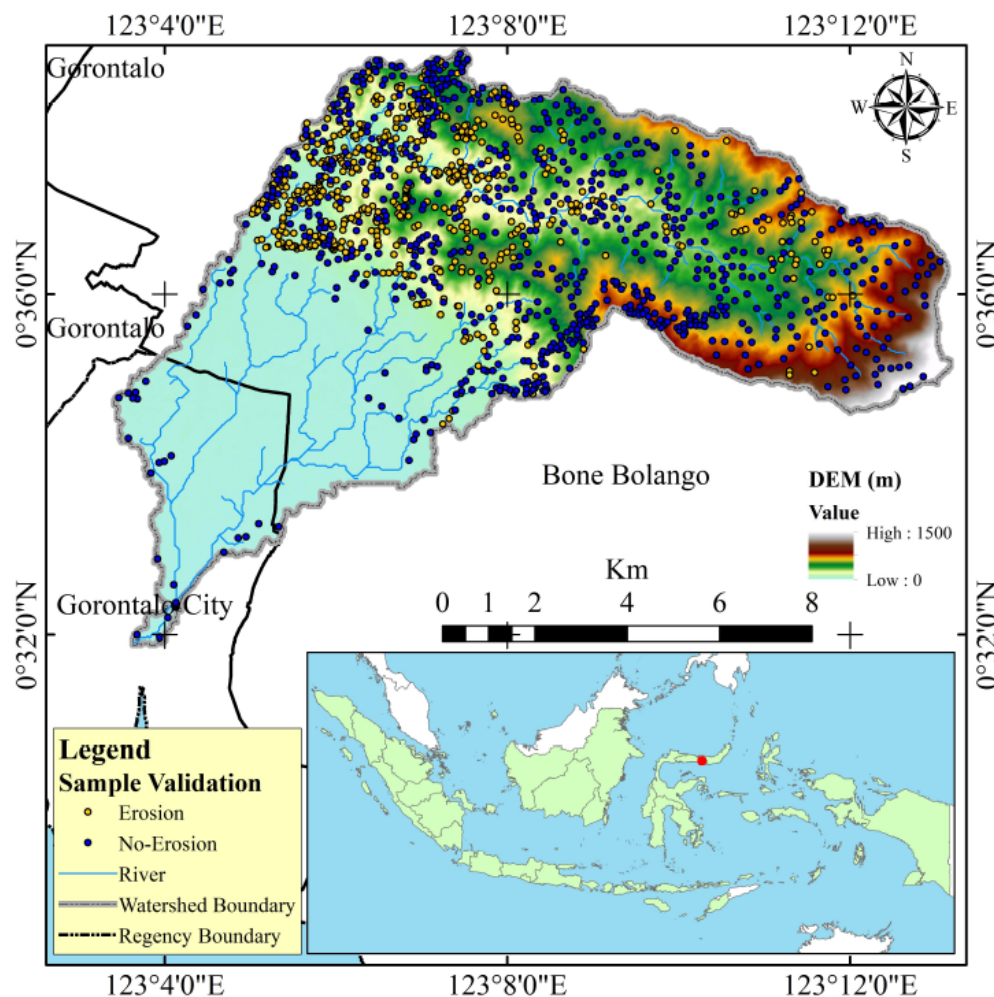 123°4'0"E
123°8'0"E
123°12'0"E
Gorontalo
N
W
E
S
0°36'0"N
0°36'0"N
Gorontalo
Bone Bolango
DEM (m)
Value
High : 1500
Low : 0
Km
0 1 2 4 6 8
Gorontalo City
0°32'0"N
0°32'0"N
Legend
Sample Validation
Erosion
No-Erosion
River
Watershed Boundary
Regency Boundary
123°4'0"E
123°8'0"E
123°12'0"E